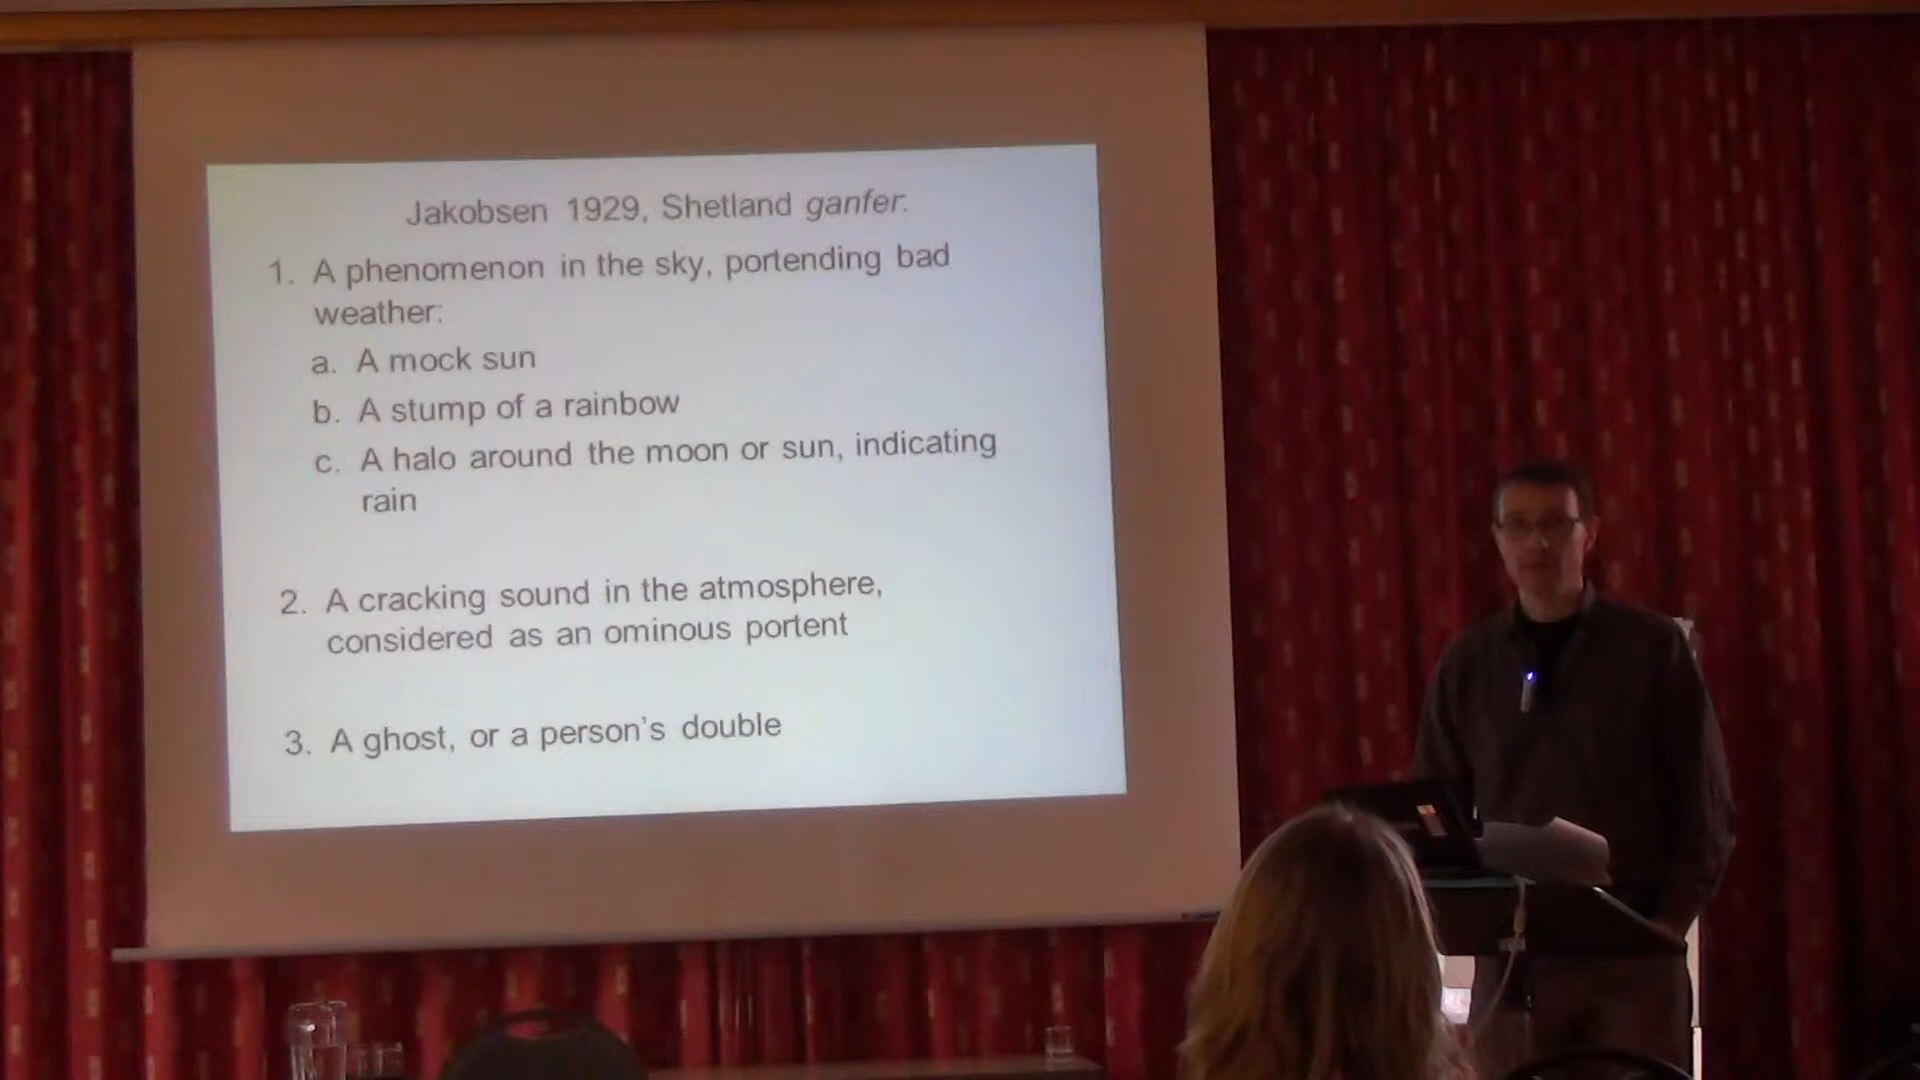 Jakobsen 1929, Shetland ganfer:
1. A phenomenon in the sky, portending bad
weather:
a. A mock sun
b. A stump of a rainbow
c. A halo around the moon or sun, indicating
rain
2. A cracking sound in the atmosphere,
considered as an ominous portent
3. A ghost, or a person's double